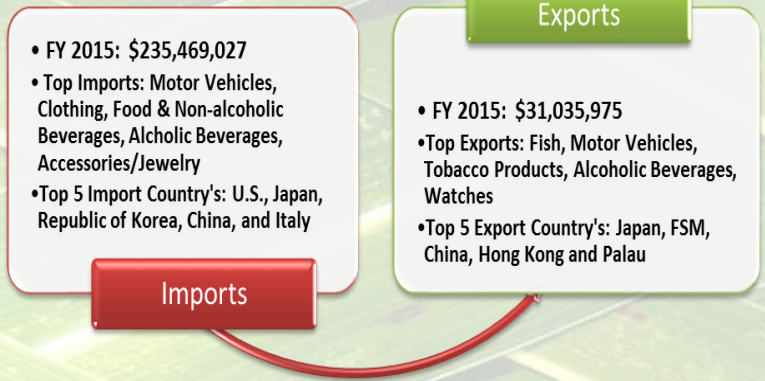 • FY 2015: $235,469,027
• Top Imports: Motor Vehicles,
Clothing, Food & Non-alcoholic
Beverages, Alcholic Beverages,
Accessories/Jewelry
•Top 5 Import Country's: U.S., Japan,
Republic of Korea, China, and Italy
Imports
Exports
• FY 2015: $31,035,975
•Top Exports: Fish, Motor Vehicles,
Tobacco Products, Alcoholic Beverages,
Watches
•Top 5 Export Country's: Japan, FSM,
China, Hong Kong and Palau